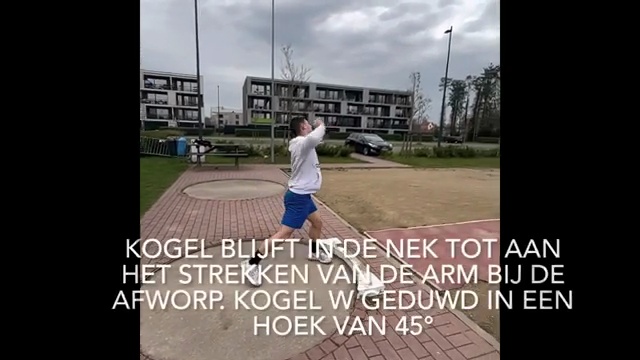 KOGEL BLIJFT IN DE NEK TOT AAN
HET STREKKEN VAN DE ARM BIJ DE
AFWORP. KOGEL W GEDUWD IN EEN
HOEK VAN 45°